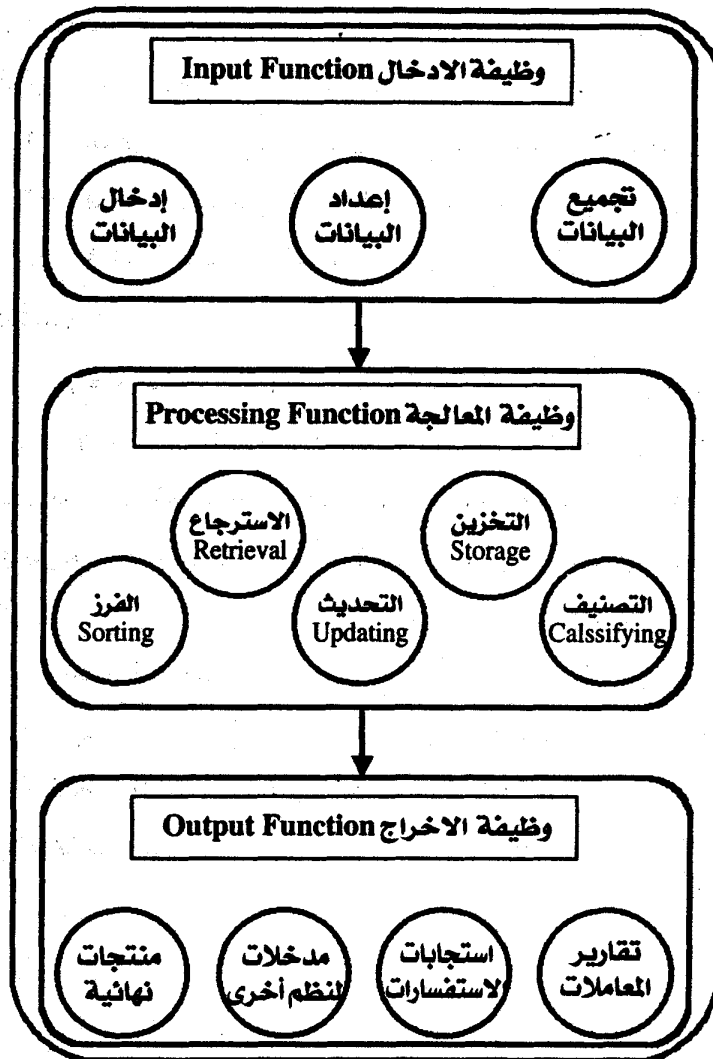 وظيفة الادخال Input Function
تجميع
البيانات
إعداد
البيانات
إدخال
البيانات
وظيفة المعالجة Processing Function
التخزين
Storage
الاسترجاع
Retrieval
التصنيف
Calssifying
التحديث
Updating
الفرز
Sorting
وظيفة الاخراج Output Function
تقارير
المعاملات
استجابات
الاستفسارات
مدخلات
لنظم أخرى
منتجات
نهائية